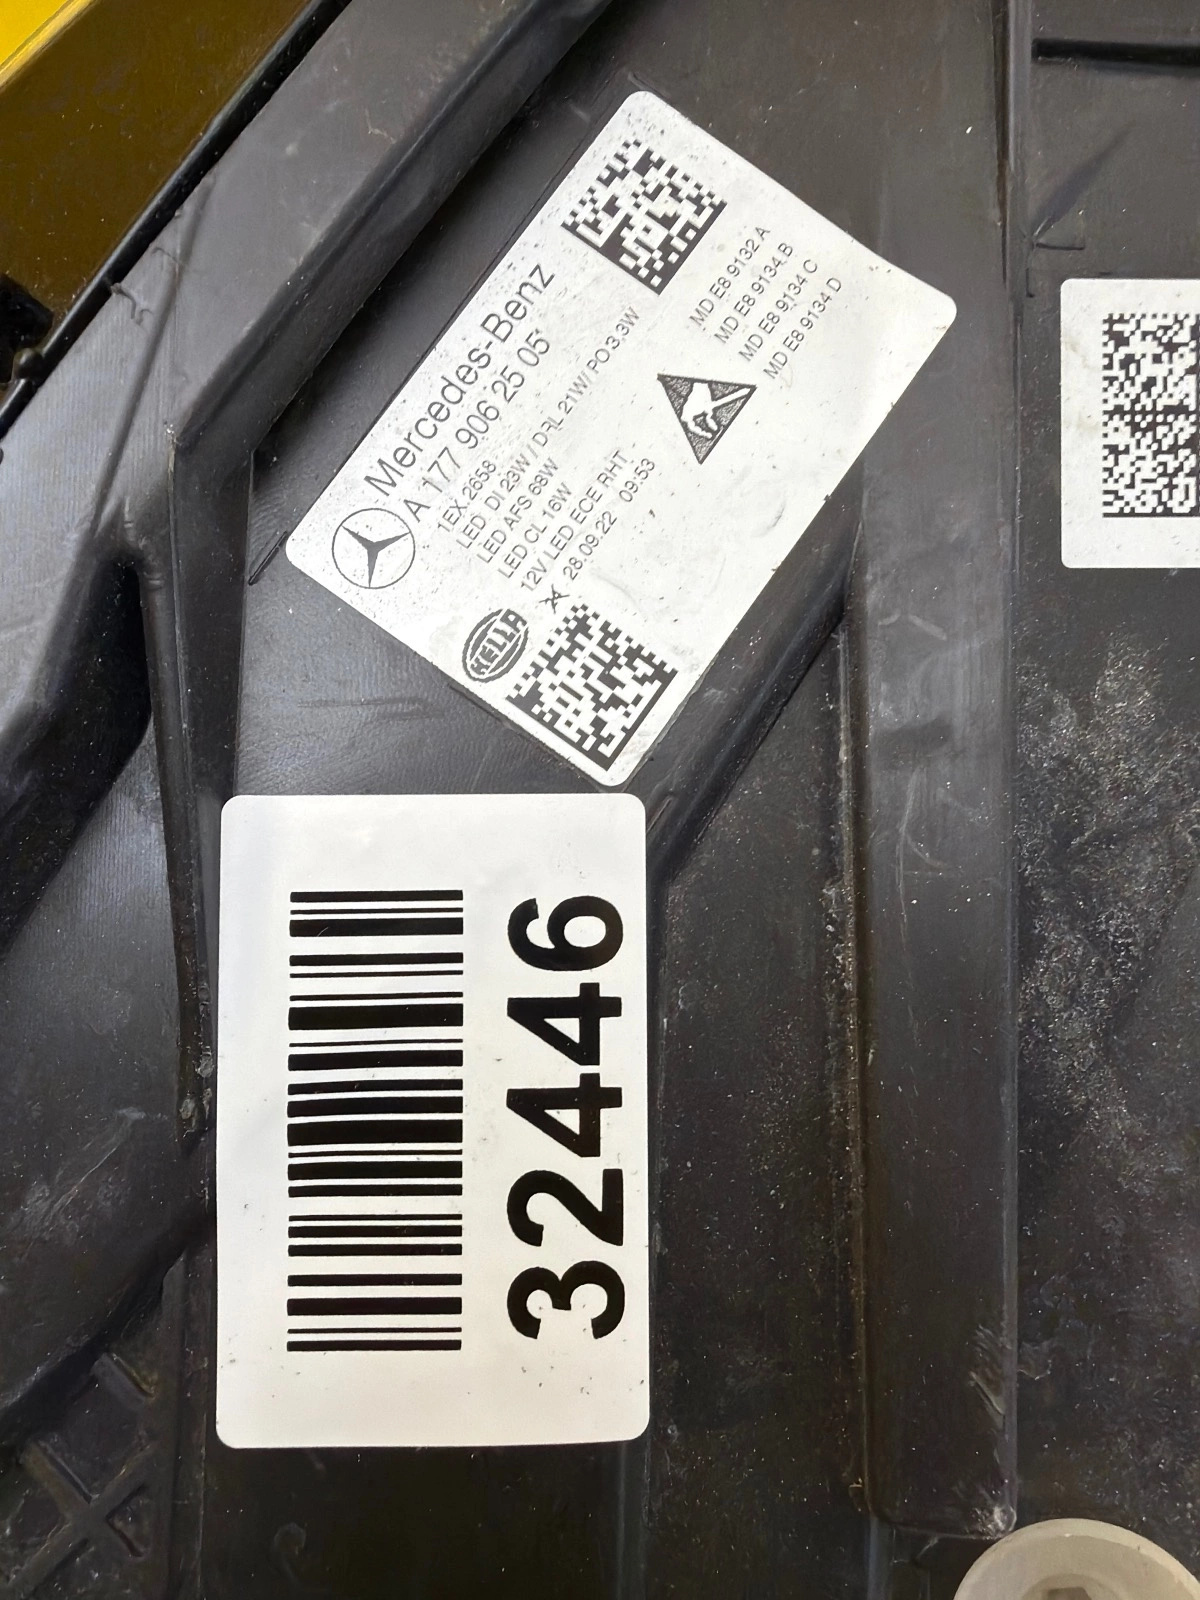 Mercedes-Benz
A 177 906 25 05
1EX 2658
LED DI 23W / DRL 21W / PO 3.3W
LED AFS 68W
LED CL 16W
12V LED ECE RHT
28.09.22 09:53
HELLA
MD E8 9132 A
MD E8 9134 B
MD E8 9134 C
MD E8 9134 D
32446